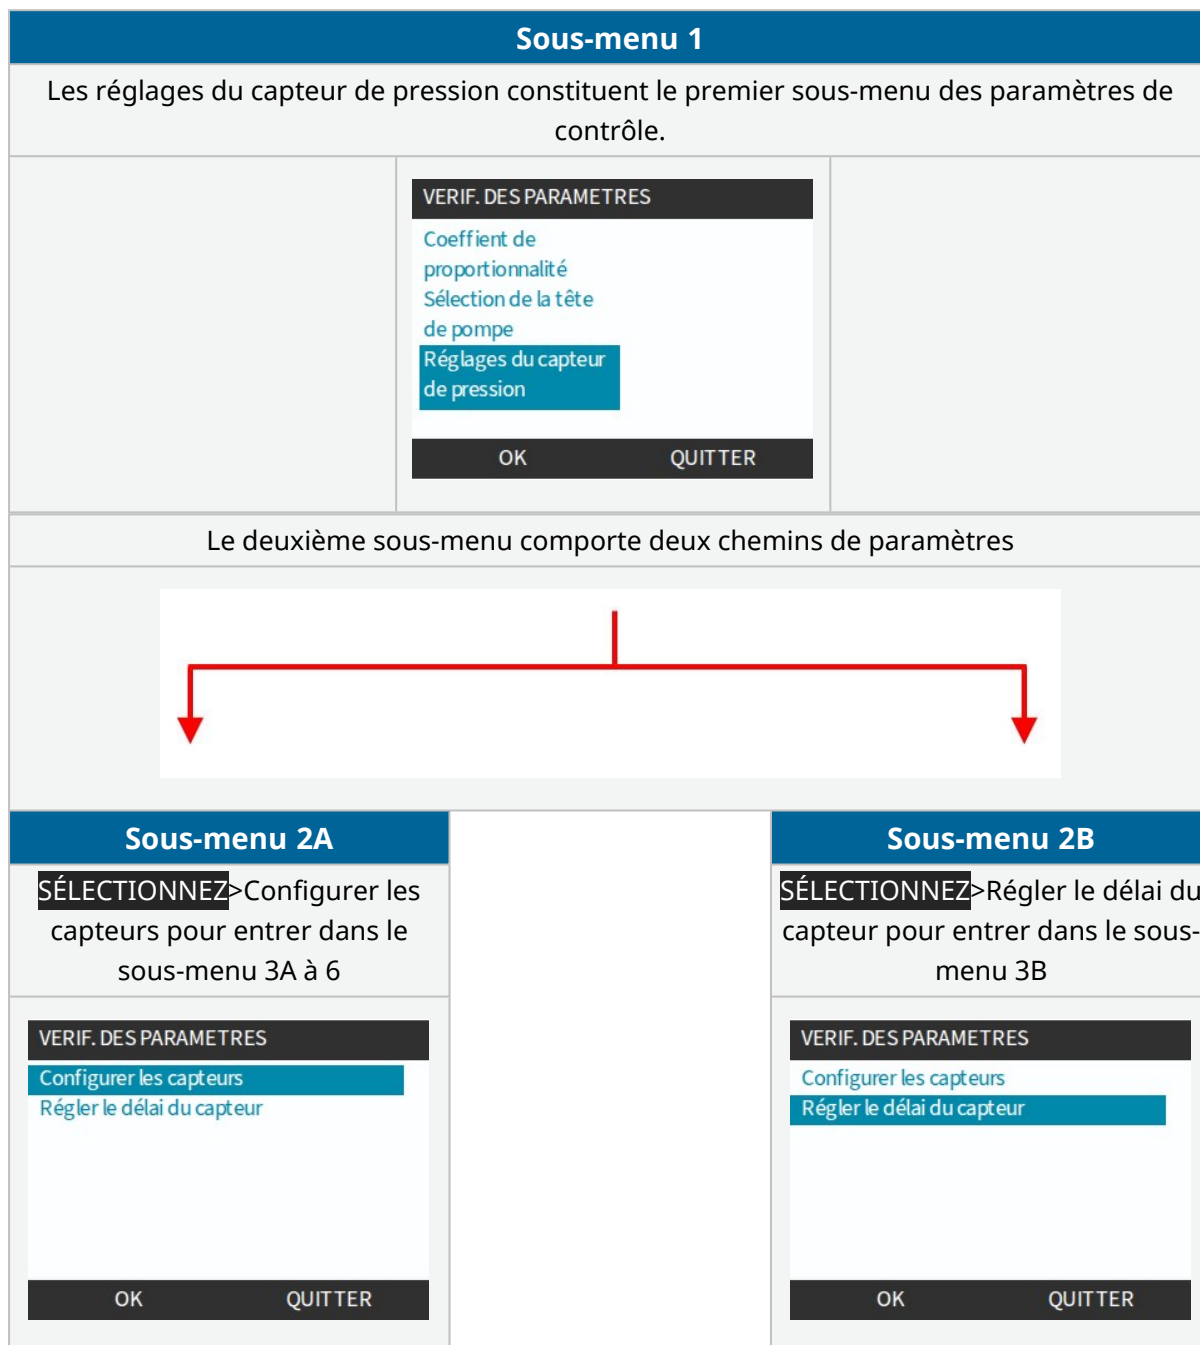 Sous-menu 1
Les réglages du capteur de pression constituent le premier sous-menu des paramètres de
contrôle.
VERIF. DES PARAMETRES
Coeffient de
proportionnalité
Sélection de la tête
de pompe
Réglages du capteur
de pression
OK QUITTER
Le deuxième sous-menu comporte deux chemins de paramètres
Sous-menu 2A
SÉLECTIONNEZ>Configurer les
capteurs pour entrer dans le
sous-menu 3A à 6
VERIF. DES PARAMETRES
Configurer les capteurs
Régler le délai du capteur
OK QUITTER
Sous-menu 2B
SÉLECTIONNEZ>Régler le délai du
capteur pour entrer dans le sous-
menu 3B
VERIF. DES PARAMETRES
Configurer les capteurs
Régler le délai du capteur
OK QUITTER